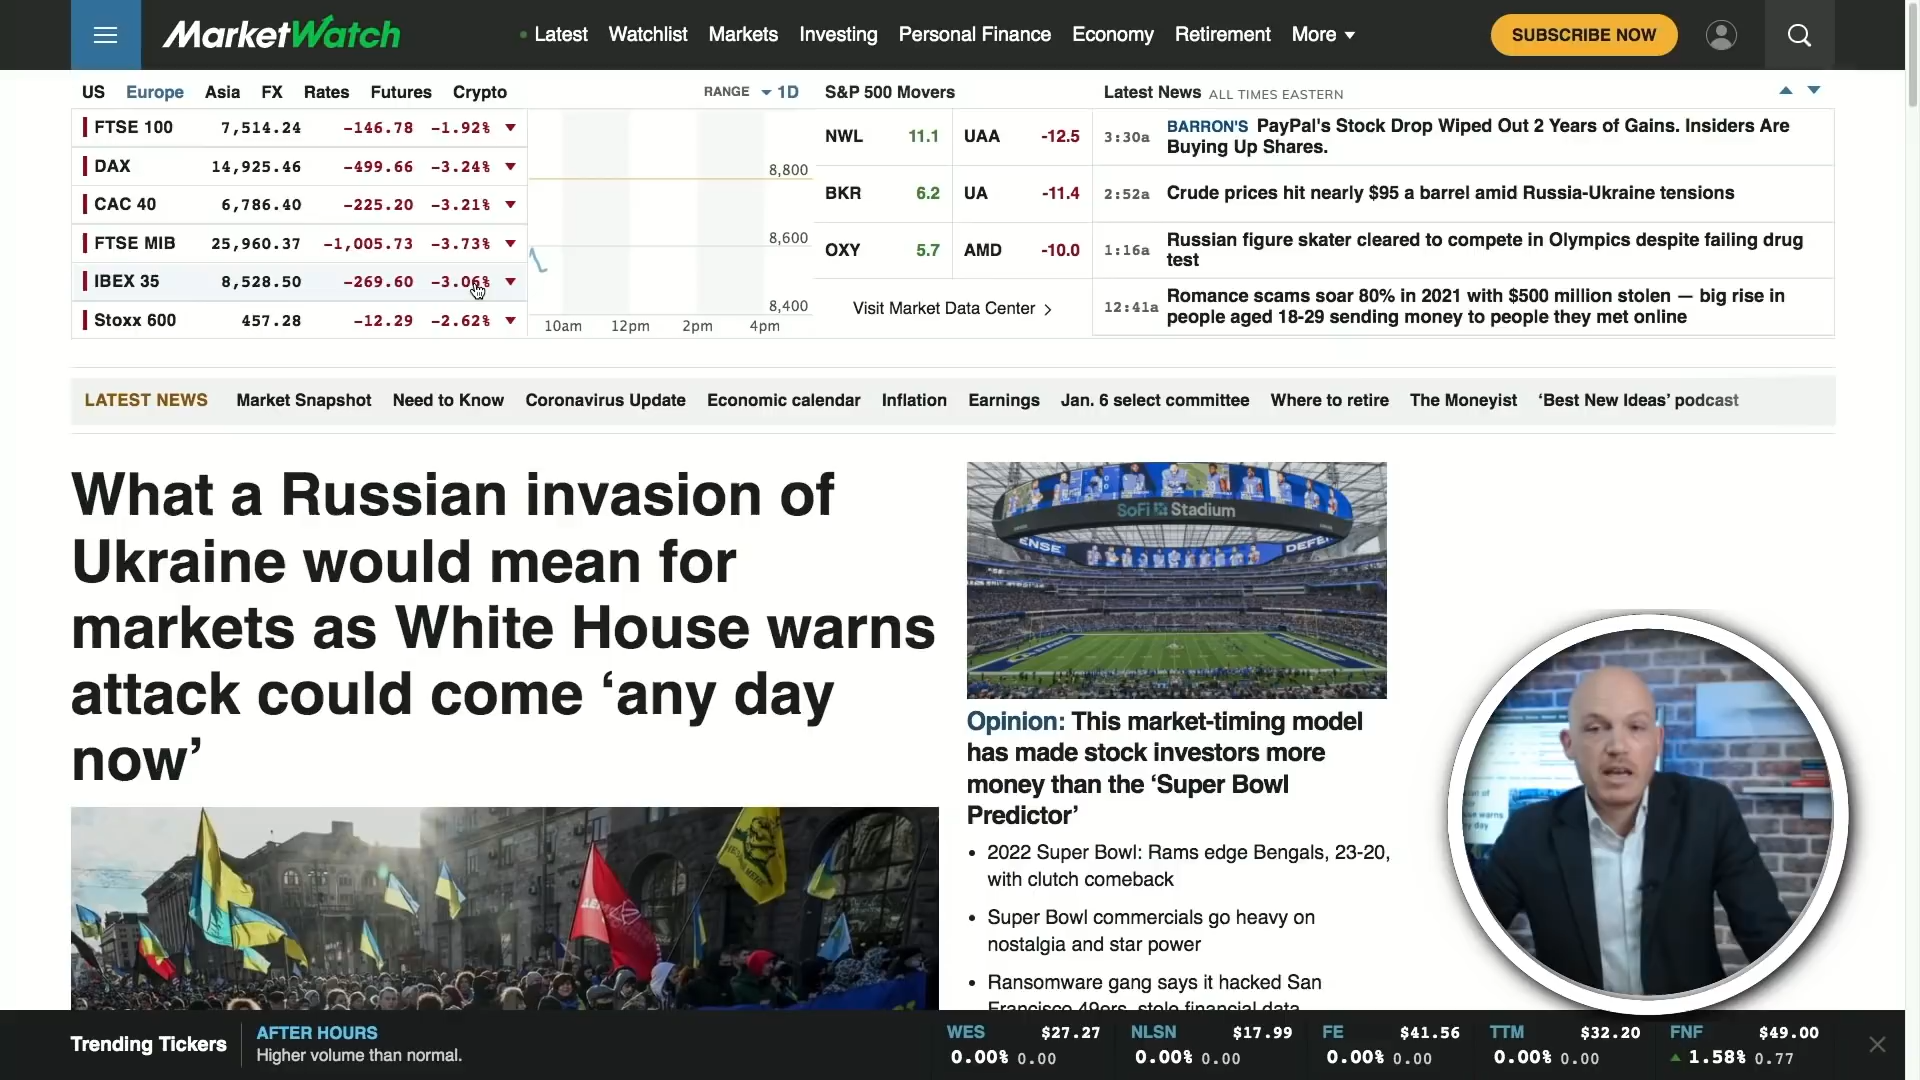 MarketWatch
Latest Watchlist Markets Investing Personal Finance Economy Retirement More
SUBSCRIBE NOW
US Europe Asia FX Rates Futures Crypto
RANGE 1D
FTSE 100 7,514.24 -146.78 -1.92%
DAX 14,925.46 -499.66 -3.24%
CAC 40 6,786.40 -225.20 -3.21%
FTSE MIB 25,960.37 -1,005.73 -3.73%
IBEX 35 8,528.50 -269.60 -3.06%
Stoxx 600 457.28 -12.29 -2.62%
8,800
8,600
8,400
10am 12pm 2pm 4pm
S&P 500 Movers
NWL 11.1 UAA -12.5
BKR 6.2 UA -11.4
OXY 5.7 AMD -10.0
Visit Market Data Center >
Latest News ALL TIMES EASTERN
3:30a BARRON'S PayPal's Stock Drop Wiped Out 2 Years of Gains. Insiders Are
Buying Up Shares.
2:52a Crude prices hit nearly $95 a barrel amid Russia-Ukraine tensions
1:16a Russian figure skater cleared to compete in Olympics despite failing drug
test
12:41a Romance scams soar 80% in 2021 with $500 million stolen — big rise in
people aged 18-29 sending money to people they met online
LATEST NEWS Market Snapshot Need to Know Coronavirus Update Economic calendar Inflation Earnings Jan. 6 select committee Where to retire The Moneyist ‘Best New Ideas’ podcast
What a Russian invasion of
Ukraine would mean for
markets as White House warns
attack could come ‘any day
now’
SoFi Stadium
ENSE
DEFE
Opinion: This market-timing model
has made stock investors more
money than the ‘Super Bowl
Predictor’
• 2022 Super Bowl: Rams edge Bengals, 23-20,
with clutch comeback
• Super Bowl commercials go heavy on
nostalgia and star power
• Ransomware gang says it hacked San
Francisco 49ers, stole financial data
Trending Tickers
AFTER HOURS
Higher volume than normal.
WES $27.27
0.00% 0.00
NLSN $17.99
0.00% 0.00
FE $41.56
0.00% 0.00
TTM $32.20
0.00% 0.00
FNF $49.00
1.58% 0.77